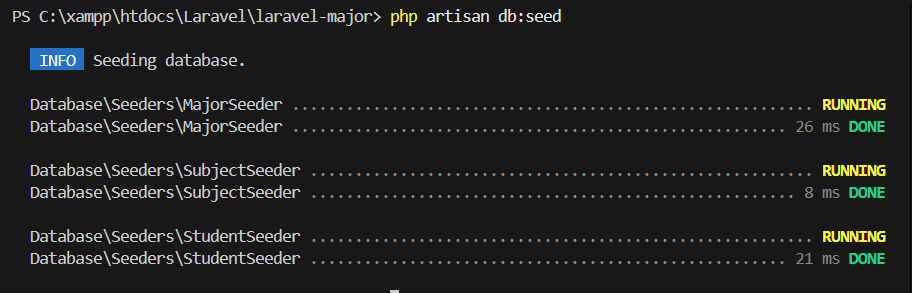 PS C:\xampp\htdocs\Laravel\laravel-major> php artisan db:seed
INFO Seeding database.
Database\Seeders\MajorSeeder .......................................................... RUNNING
Database\Seeders\MajorSeeder ....................................................... 26 ms DONE
Database\Seeders\SubjectSeeder ........................................................ RUNNING
Database\Seeders\SubjectSeeder ...................................................... 8 ms DONE
Database\Seeders\StudentSeeder ........................................................ RUNNING
Database\Seeders\StudentSeeder ..................................................... 21 ms DONE